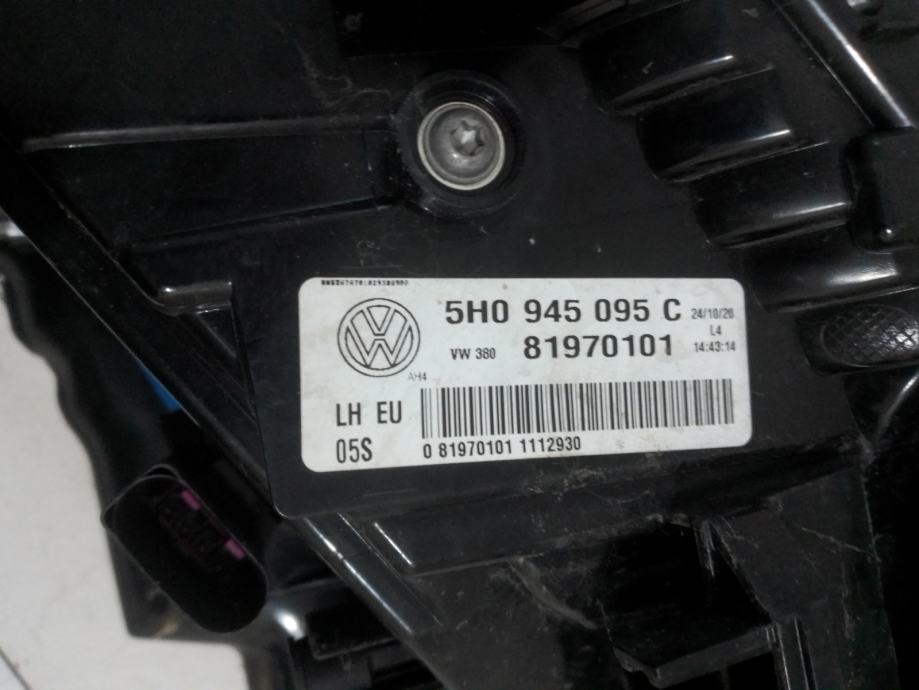 5H0 945 095 C 24/10/20
L4
VW 380 81970101 14:43:14
AH4
LH EU
05S
0 81970101 1112930